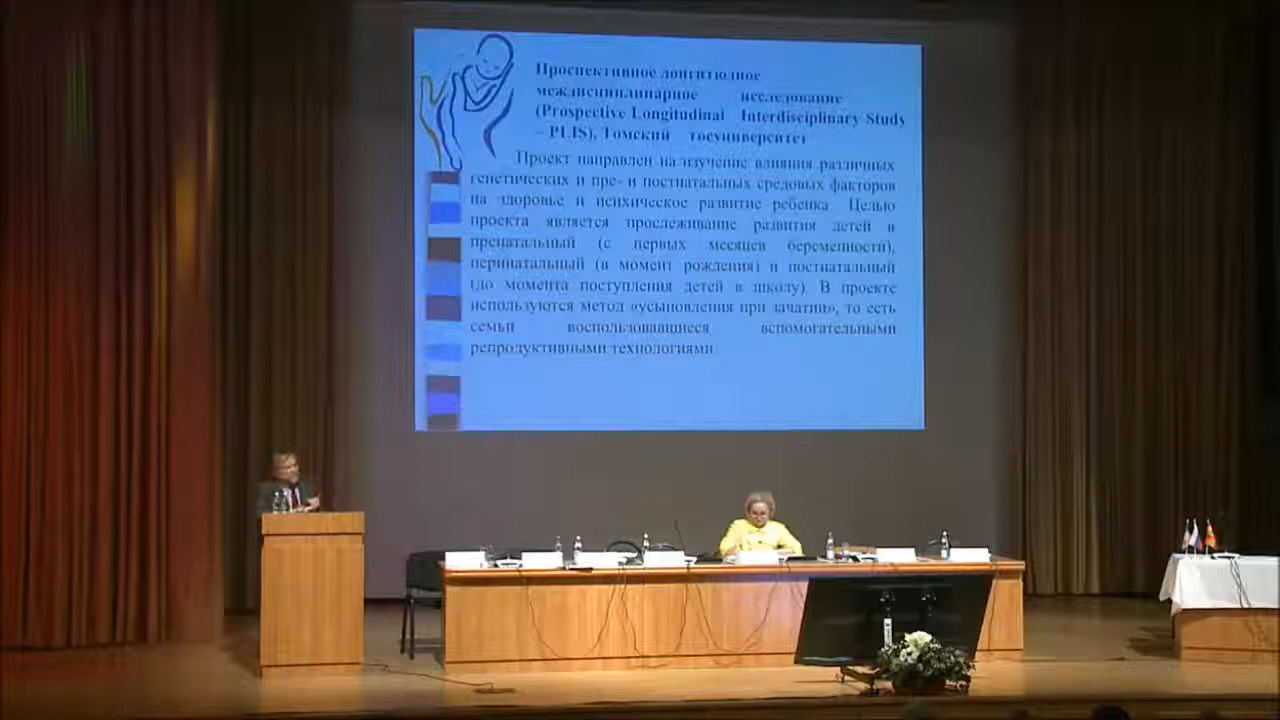 Проспективное лонгитюдное
междисциплинарное исследование
(Prospective Longitudinal Interdisciplinary Study
– PLIS), Томский госуниверситет
Проект направлен на изучение влияния различных
генетических и пре- и постнатальных средовых факторов
на здоровье и психическое развитие ребенка. Целью
проекта является прослеживание развития детей в
пренатальный (с первых месяцев беременности),
перинатальный (в момент рождения) и постнатальный
(до момента поступления детей в школу). В проекте
используются метод «усыновления при зачатии», то есть
семьи воспользовавшиеся вспомогательными
репродуктивными технологиями.